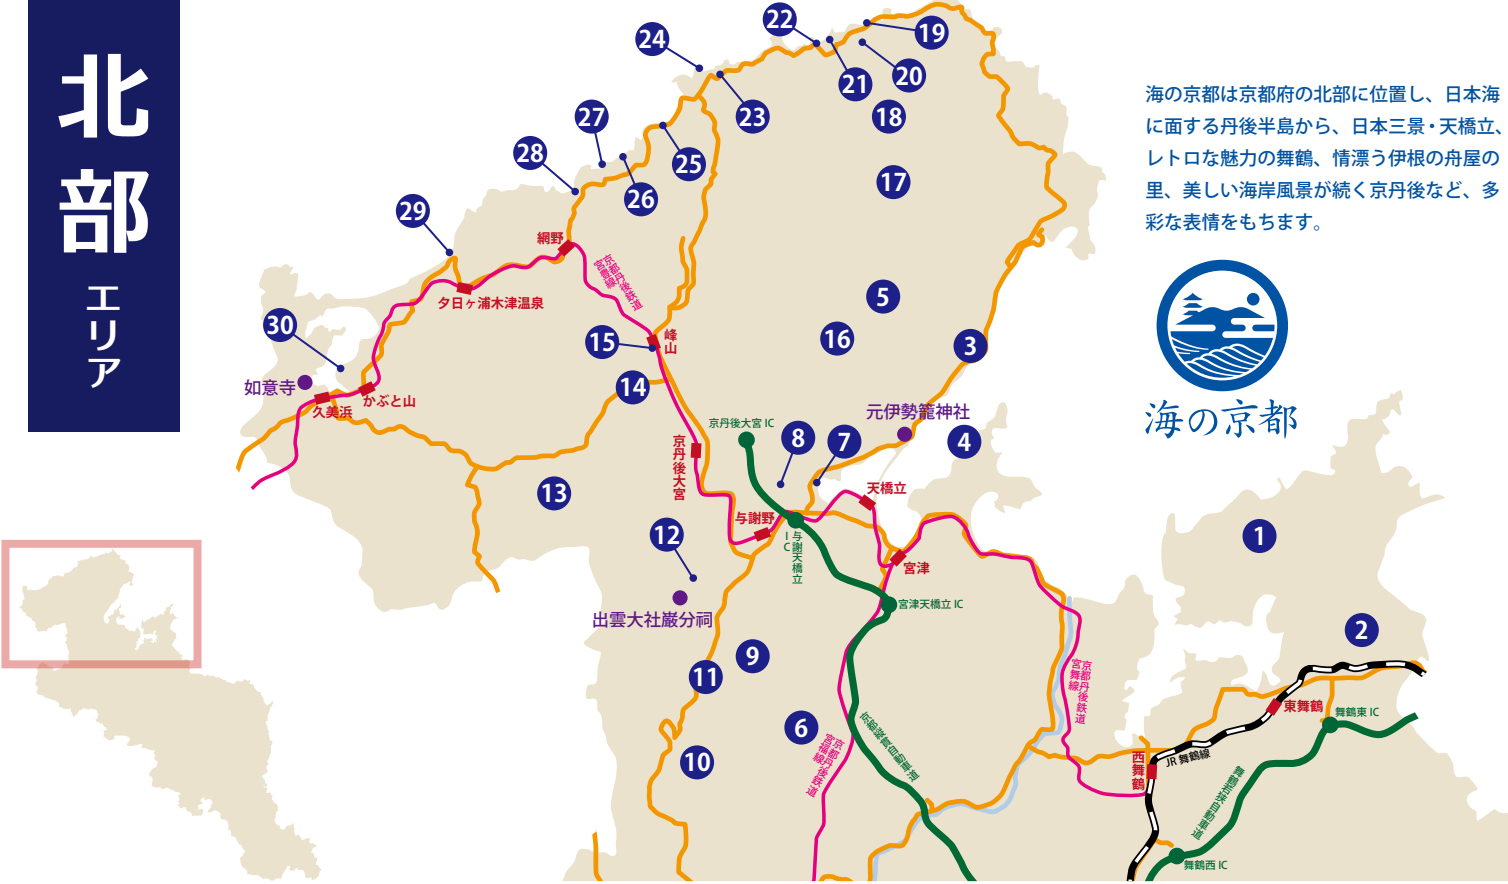 北部
エリア
海の京都は京都府の北部に位置し、日本海
に面する丹後半島から、日本三景・天橋立、
レトロな魅力の舞鶴、情漂う伊根の舟屋の
里、美しい海岸風景が続く京丹後など、多
彩な表情をもちます。
海の京都
22
19
24
21
20
23
18
27
25
28
17
26
29
網野
京都丹後鉄道
宮豊線
夕日ヶ浦木津温泉
5
30
15
峰山
16
3
如意寺
14
かぶと山
久美浜
元伊勢籠神社
京丹後大宮 IC
8
7
4
京丹後大宮
13
天橋立
与謝野
12
与謝天橋立
IC
1
宮津
宮津天橋立 IC
出雲大社巌分祠
2
9
11
京都丹後鉄道
宮舞線
6
東舞鶴
舞鶴東 IC
京都縦貫自動車道
京都丹後鉄道
宮福線
10
西舞鶴
JR 舞鶴線
舞鶴若狭自動車道
舞鶴西 IC